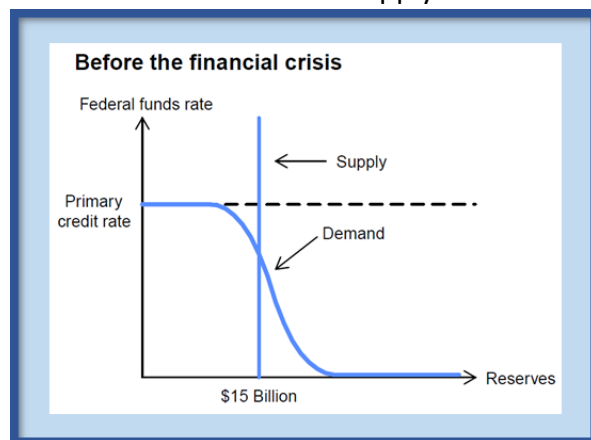 Before the financial crisis
Federal funds rate
Supply
Primary
credit rate
Demand
Reserves
$15 Billion